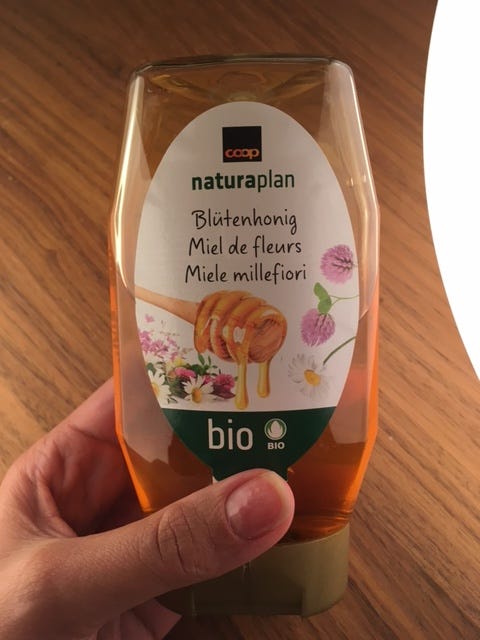 coop
naturaplan
Blütenhonig
Miel de fleurs
Miele millefiori
bio
BIO